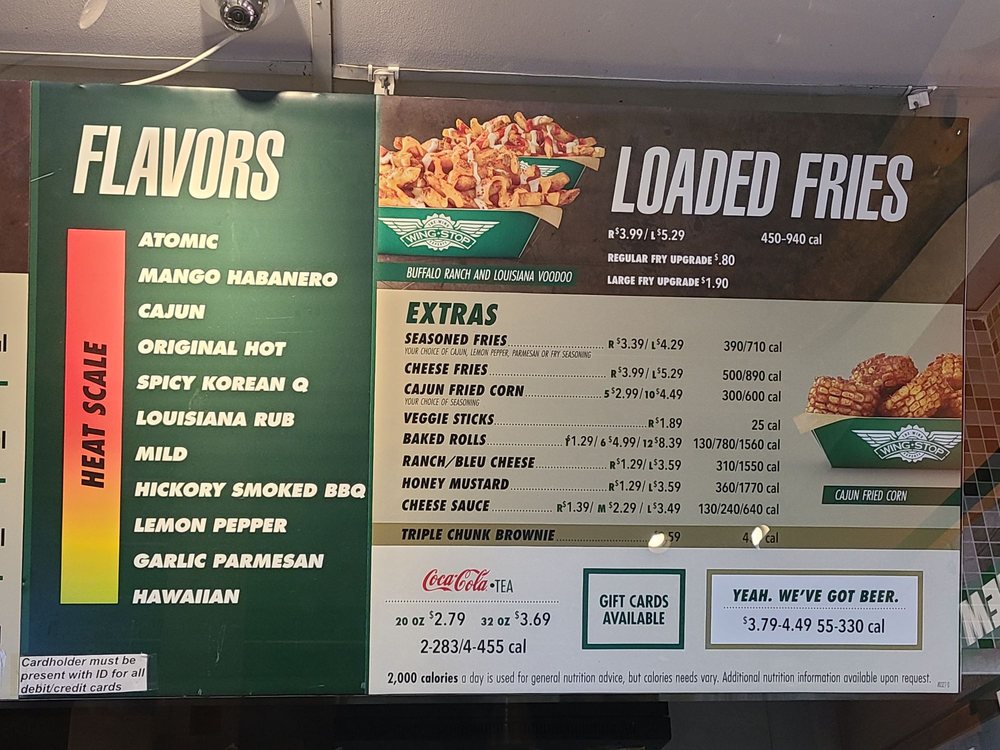 FLAVORS
HEAT SCALE
ATOMIC
MANGO HABANERO
CAJUN
ORIGINAL HOT
SPICY KOREAN Q
LOUISIANA RUB
MILD
HICKORY SMOKED BBQ
LEMON PEPPER
GARLIC PARMESAN
HAWAIIAN
Cardholder must be
present with ID for all
debit/credit cards
WING·STOP
BUFFALO RANCH AND LOUISIANA VOODOO
LOADED FRIES
R $3.99 / L $5.29 450-940 cal
REGULAR FRY UPGRADE $.80
LARGE FRY UPGRADE $1.90
EXTRAS
SEASONED FRIES R $3.39 / L $4.29 390/710 cal
YOUR CHOICE OF CAJUN, LEMON PEPPER, PARMESAN OR FRY SEASONING
CHEESE FRIES R $3.99 / L $5.29 500/890 cal
CAJUN FRIED CORN 5 $2.99 / 10 $4.49 300/600 cal
YOUR CHOICE OF SEASONING
VEGGIE STICKS R $1.89 25 cal
BAKED ROLLS 1.29 / 6 $4.99 / 12 $8.39 130/780/1560 cal
RANCH/BLEU CHEESE R $1.29 / L $3.59 310/1550 cal
HONEY MUSTARD R $1.29 / L $3.59 360/1770 cal
CHEESE SAUCE R $1.39 / M $2.29 / L $3.49 130/240/640 cal
TRIPLE CHUNK BROWNIE 59 cal
WING·STOP
CAJUN FRIED CORN
Coca-Cola • TEA
20 OZ $2.79 32 OZ $3.69
2-283/4-455 cal
GIFT CARDS
AVAILABLE
YEAH. WE'VE GOT BEER.
$3.79-4.49 55-330 cal
2,000 calories a day is used for general nutrition advice, but calories needs vary. Additional nutrition information available upon request.